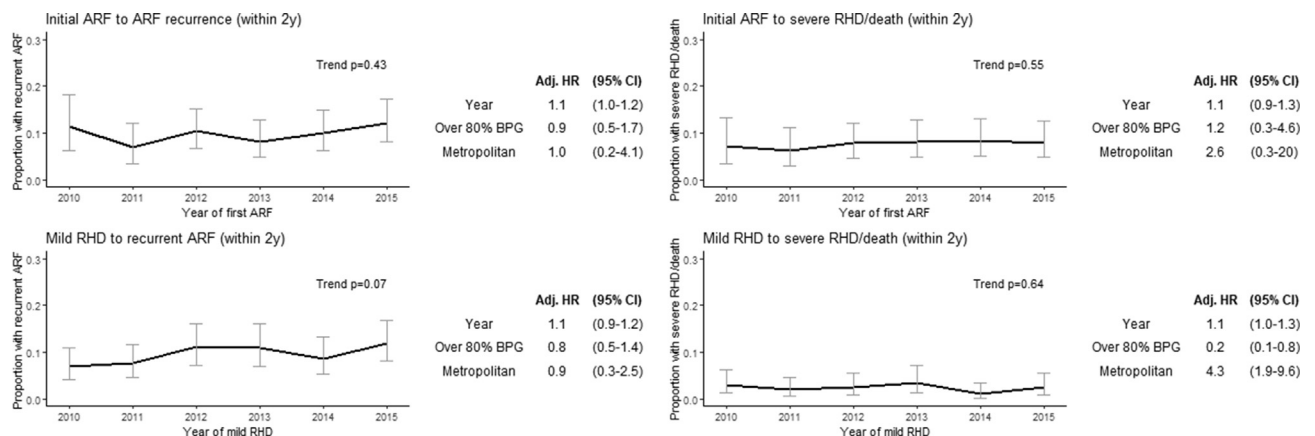 Initial ARF to ARF recurrence (within 2y)
Proportion with recurrent ARF
0.3
0.2
0.1
0.0
Trend p=0.43
2010 2011 2012 2013 2014 2015
Year of first ARF
Adj. HR (95% CI)
Year 1.1 (1.0-1.2)
Over 80% BPG 0.9 (0.5-1.7)
Metropolitan 1.0 (0.2-4.1)
Initial ARF to severe RHD/death (within 2y)
Proportion with severe RHD/death
0.3
0.2
0.1
0.0
Trend p=0.55
2010 2011 2012 2013 2014 2015
Year of first ARF
Adj. HR (95% CI)
Year 1.1 (0.9-1.3)
Over 80% BPG 1.2 (0.3-4.6)
Metropolitan 2.6 (0.3-20)
Mild RHD to recurrent ARF (within 2y)
Proportion with recurrent ARF
0.3
0.2
0.1
0.0
Trend p=0.07
2010 2011 2012 2013 2014 2015
Year of mild RHD
Adj. HR (95% CI)
Year 1.1 (0.9-1.2)
Over 80% BPG 0.8 (0.5-1.4)
Metropolitan 0.9 (0.3-2.5)
Mild RHD to severe RHD/death (within 2y)
Proportion with severe RHD/death
0.3
0.2
0.1
0.0
Trend p=0.64
2010 2011 2012 2013 2014 2015
Year of mild RHD
Adj. HR (95% CI)
Year 1.1 (1.0-1.3)
Over 80% BPG 0.2 (0.1-0.8)
Metropolitan 4.3 (1.9-9.6)